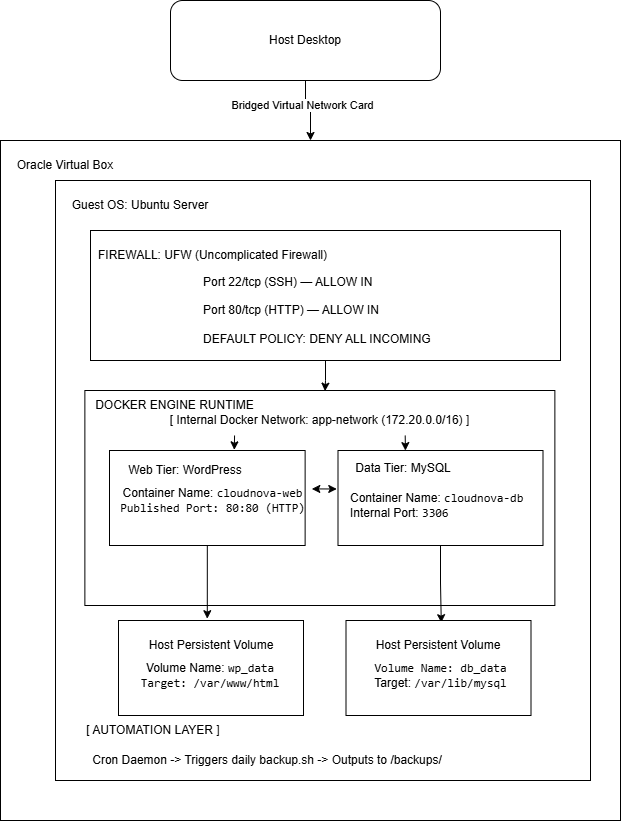 Host Desktop
Bridged Virtual Network Card
Oracle Virtual Box
Guest OS: Ubuntu Server
FIREWALL: UFW (Uncomplicated Firewall)
Port 22/tcp (SSH) — ALLOW IN
Port 80/tcp (HTTP) — ALLOW IN
DEFAULT POLICY: DENY ALL INCOMING
DOCKER ENGINE RUNTIME
[ Internal Docker Network: app-network (172.20.0.0/16) ]
Web Tier: WordPress
Container Name: cloudnova-web
Published Port: 80:80 (HTTP)
Data Tier: MySQL
Container Name: cloudnova-db
Internal Port: 3306
Host Persistent Volume
Volume Name: wp_data
Target: /var/www/html
Host Persistent Volume
Volume Name: db_data
Target: /var/lib/mysql
[ AUTOMATION LAYER ]
Cron Daemon -> Triggers daily backup.sh -> Outputs to /backups/